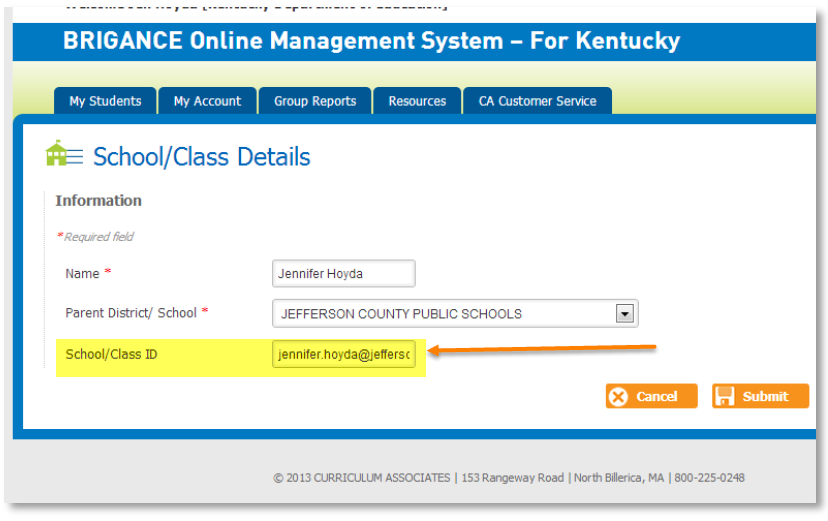 BRIGANCE Online Management System – For Kentucky
My Students My Account Group Reports Resources CA Customer Service
School/Class Details
Information
*Required field
Name * Jennifer Hoyda
Parent District/ School * JEFFERSON COUNTY PUBLIC SCHOOLS
School/Class ID jennifer.hoyda@jeffersc
Cancel Submit
© 2013 CURRICULUM ASSOCIATES | 153 Rangeway Road | North Billerica, MA | 800-225-0248